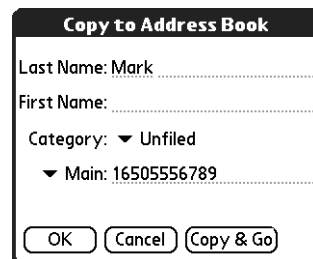 Copy to Address Book
Last Name: Mark
First Name:
Category: Unfiled
Main: 16505556789
OK Cancel Copy & Go